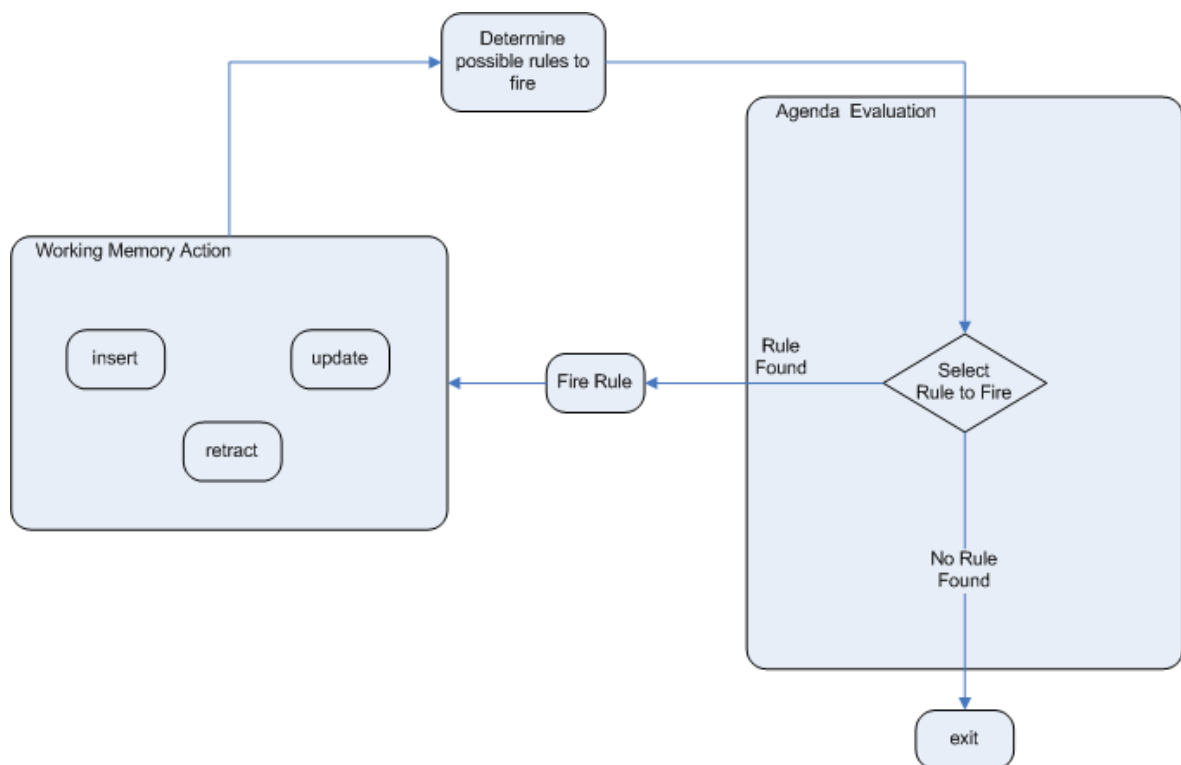 Determine
possible rules to
fire
Agenda Evaluation
Working Memory Action
insert
update
retract
Fire Rule
Rule
Found
Select
Rule to Fire
No Rule
Found
exit